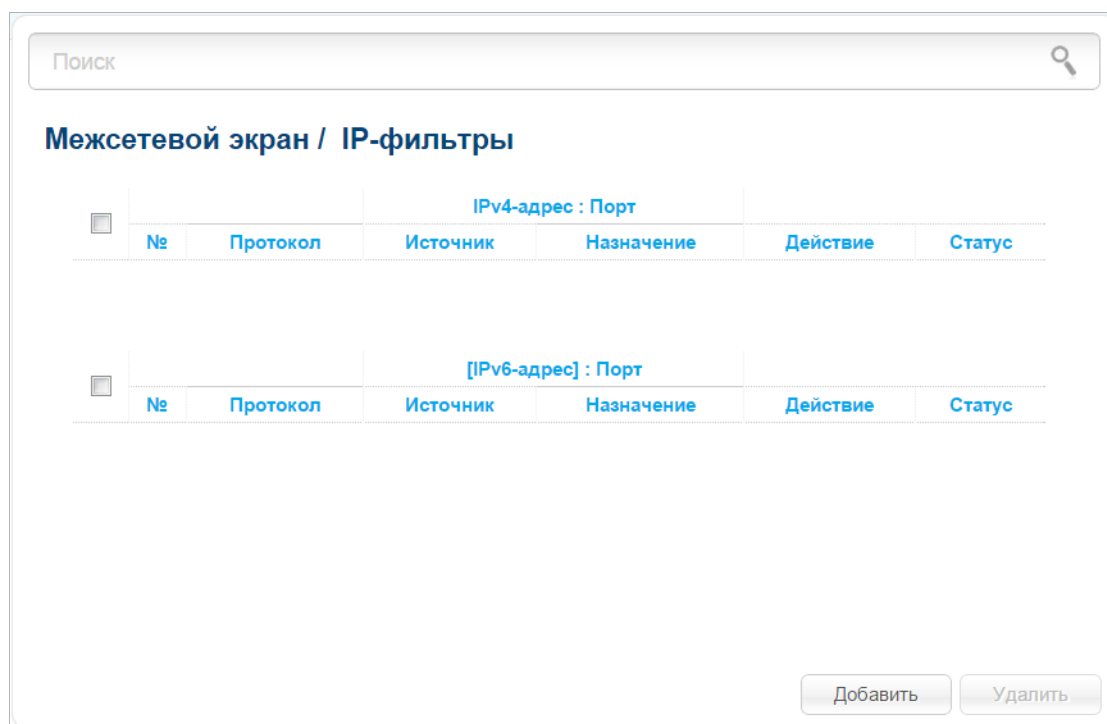 Поиск
Межсетевой экран / IP-фильтры
IPv4-адрес : Порт
№ Протокол Источник Назначение Действие Статус
[IPv6-адрес] : Порт
№ Протокол Источник Назначение Действие Статус
Добавить Удалить